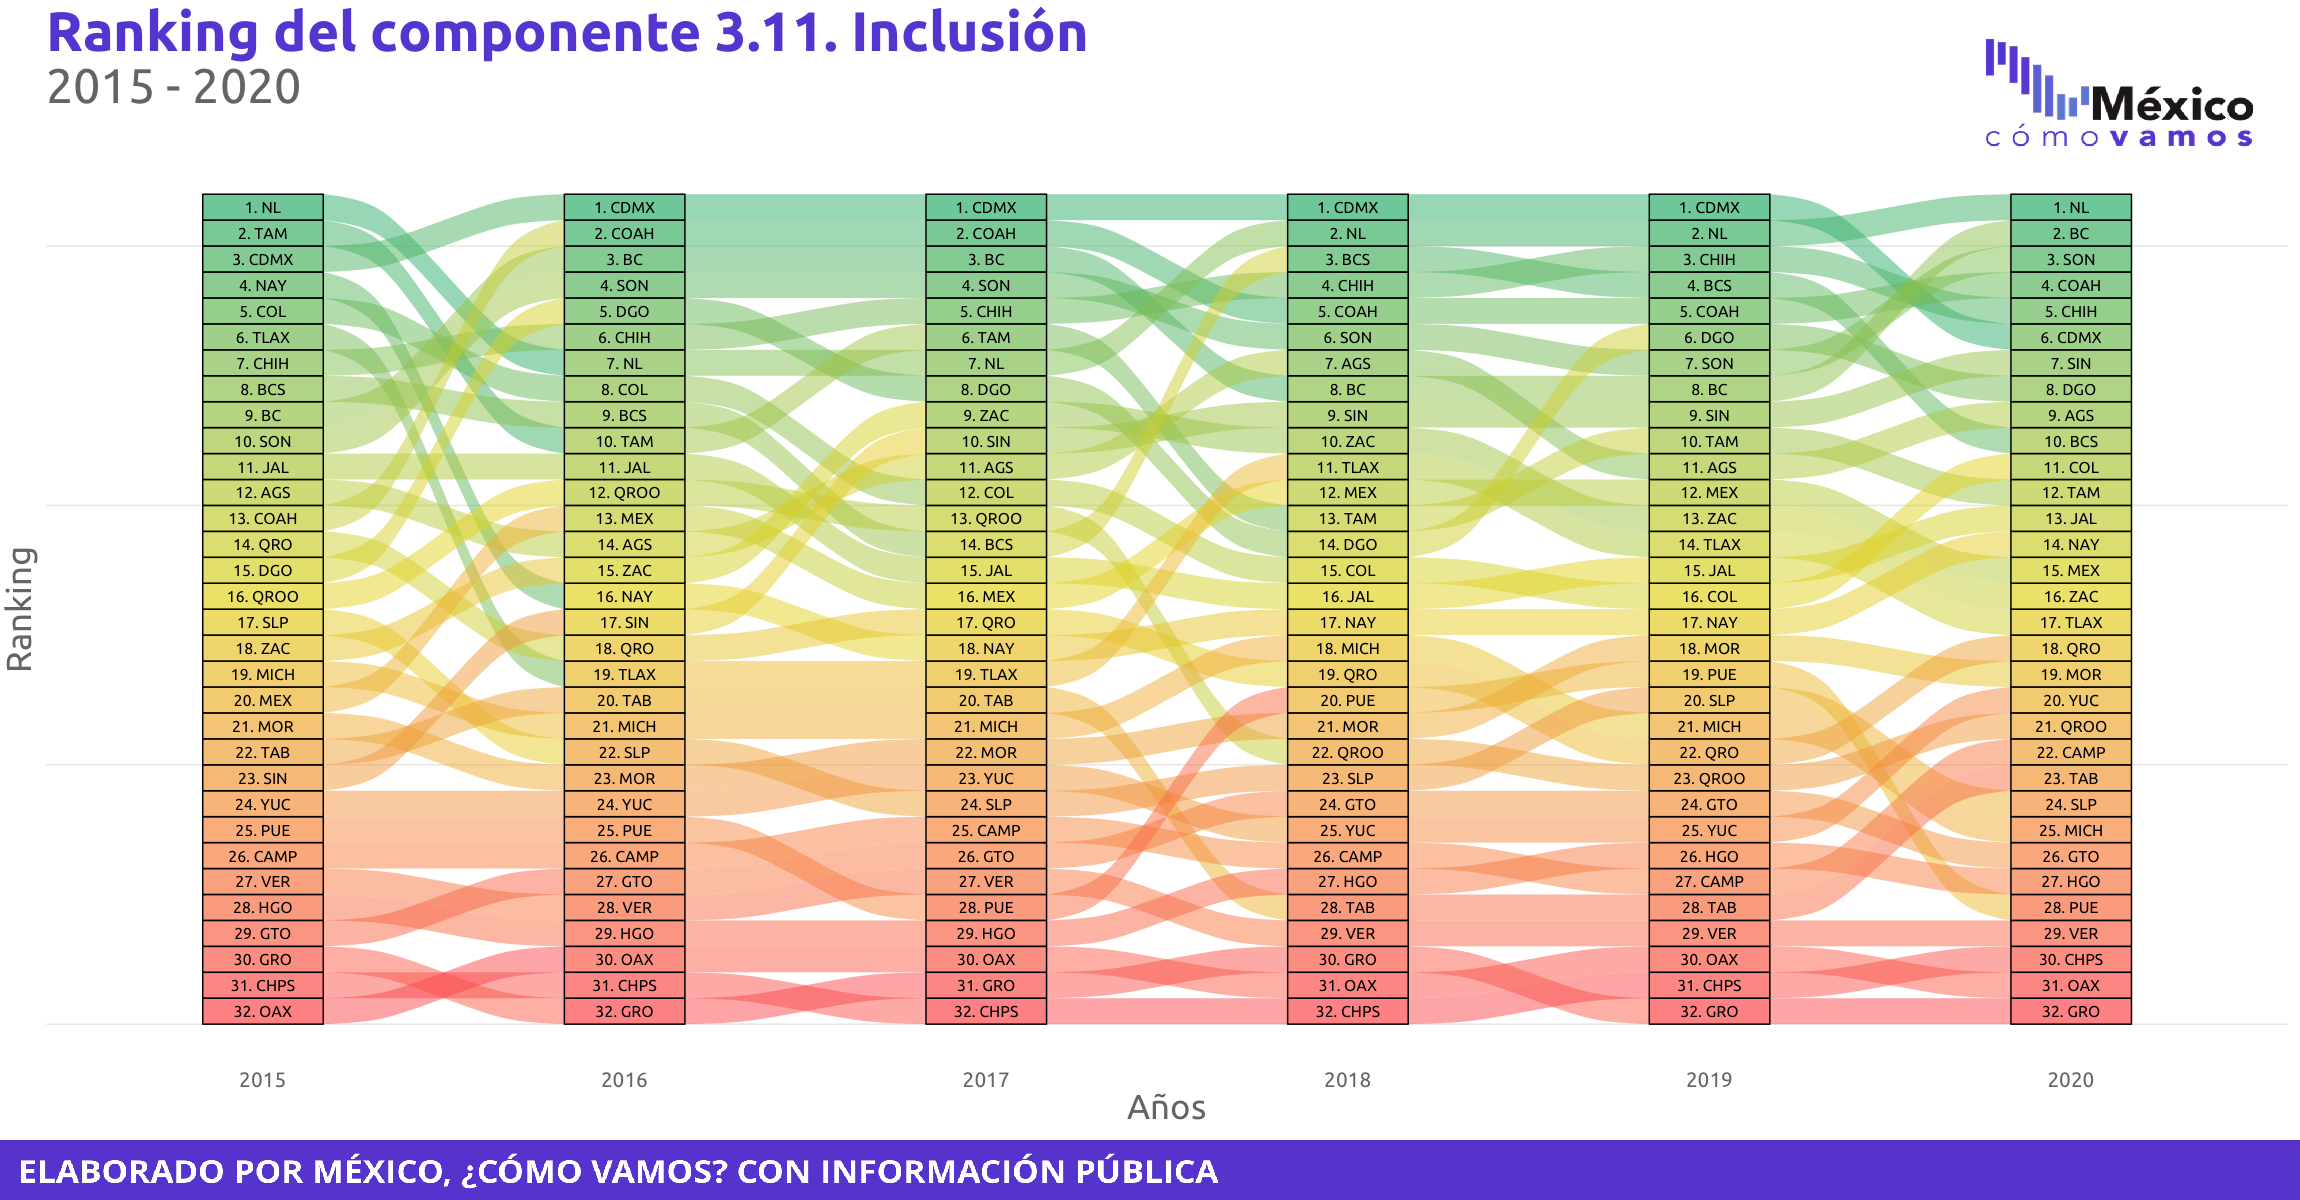 Ranking del componente 3.11. Inclusión
2015 - 2020
México
cómovamos
Ranking
1. NL
2. TAM
3. CDMX
4. NAY
5. COL
6. TLAX
7. CHIH
8. BCS
9. BC
10. SON
11. JAL
12. AGS
13. COAH
14. QRO
15. DGO
16. QROO
17. SLP
18. ZAC
19. MICH
20. MEX
21. MOR
22. TAB
23. SIN
24. YUC
25. PUE
26. CAMP
27. VER
28. HGO
29. GTO
30. GRO
31. CHPS
32. OAX
1. CDMX
2. COAH
3. BC
4. SON
5. DGO
6. CHIH
7. NL
8. COL
9. BCS
10. TAM
11. JAL
12. QROO
13. MEX
14. AGS
15. ZAC
16. NAY
17. SIN
18. QRO
19. TLAX
20. TAB
21. MICH
22. SLP
23. MOR
24. YUC
25. PUE
26. CAMP
27. GTO
28. VER
29. HGO
30. OAX
31. CHPS
32. GRO
1. CDMX
2. COAH
3. BC
4. SON
5. CHIH
6. TAM
7. NL
8. DGO
9. ZAC
10. SIN
11. AGS
12. COL
13. QROO
14. BCS
15. JAL
16. MEX
17. QRO
18. NAY
19. TLAX
20. TAB
21. MICH
22. MOR
23. YUC
24. SLP
25. CAMP
26. GTO
27. VER
28. PUE
29. HGO
30. OAX
31. GRO
32. CHPS
1. CDMX
2. NL
3. BCS
4. CHIH
5. COAH
6. SON
7. AGS
8. BC
9. SIN
10. ZAC
11. TLAX
12. MEX
13. TAM
14. DGO
15. COL
16. JAL
17. NAY
18. MICH
19. QRO
20. PUE
21. MOR
22. QROO
23. SLP
24. GTO
25. YUC
26. CAMP
27. HGO
28. TAB
29. VER
30. GRO
31. OAX
32. CHPS
1. CDMX
2. NL
3. CHIH
4. BCS
5. COAH
6. DGO
7. SON
8. BC
9. SIN
10. TAM
11. AGS
12. MEX
13. ZAC
14. TLAX
15. JAL
16. COL
17. NAY
18. MOR
19. PUE
20. SLP
21. MICH
22. QRO
23. QROO
24. GTO
25. YUC
26. HGO
27. CAMP
28. TAB
29. VER
30. OAX
31. CHPS
32. GRO
1. NL
2. BC
3. SON
4. COAH
5. CHIH
6. CDMX
7. SIN
8. DGO
9. AGS
10. BCS
11. COL
12. TAM
13. JAL
14. NAY
15. MEX
16. ZAC
17. TLAX
18. QRO
19. MOR
20. YUC
21. QROO
22. CAMP
23. TAB
24. SLP
25. MICH
26. GTO
27. HGO
28. PUE
29. VER
30. CHPS
31. OAX
32. GRO
2015 2016 2017 2018 2019 2020
Años
ELABORADO POR MÉXICO, ¿CÓMO VAMOS? CON INFORMACIÓN PÚBLICA